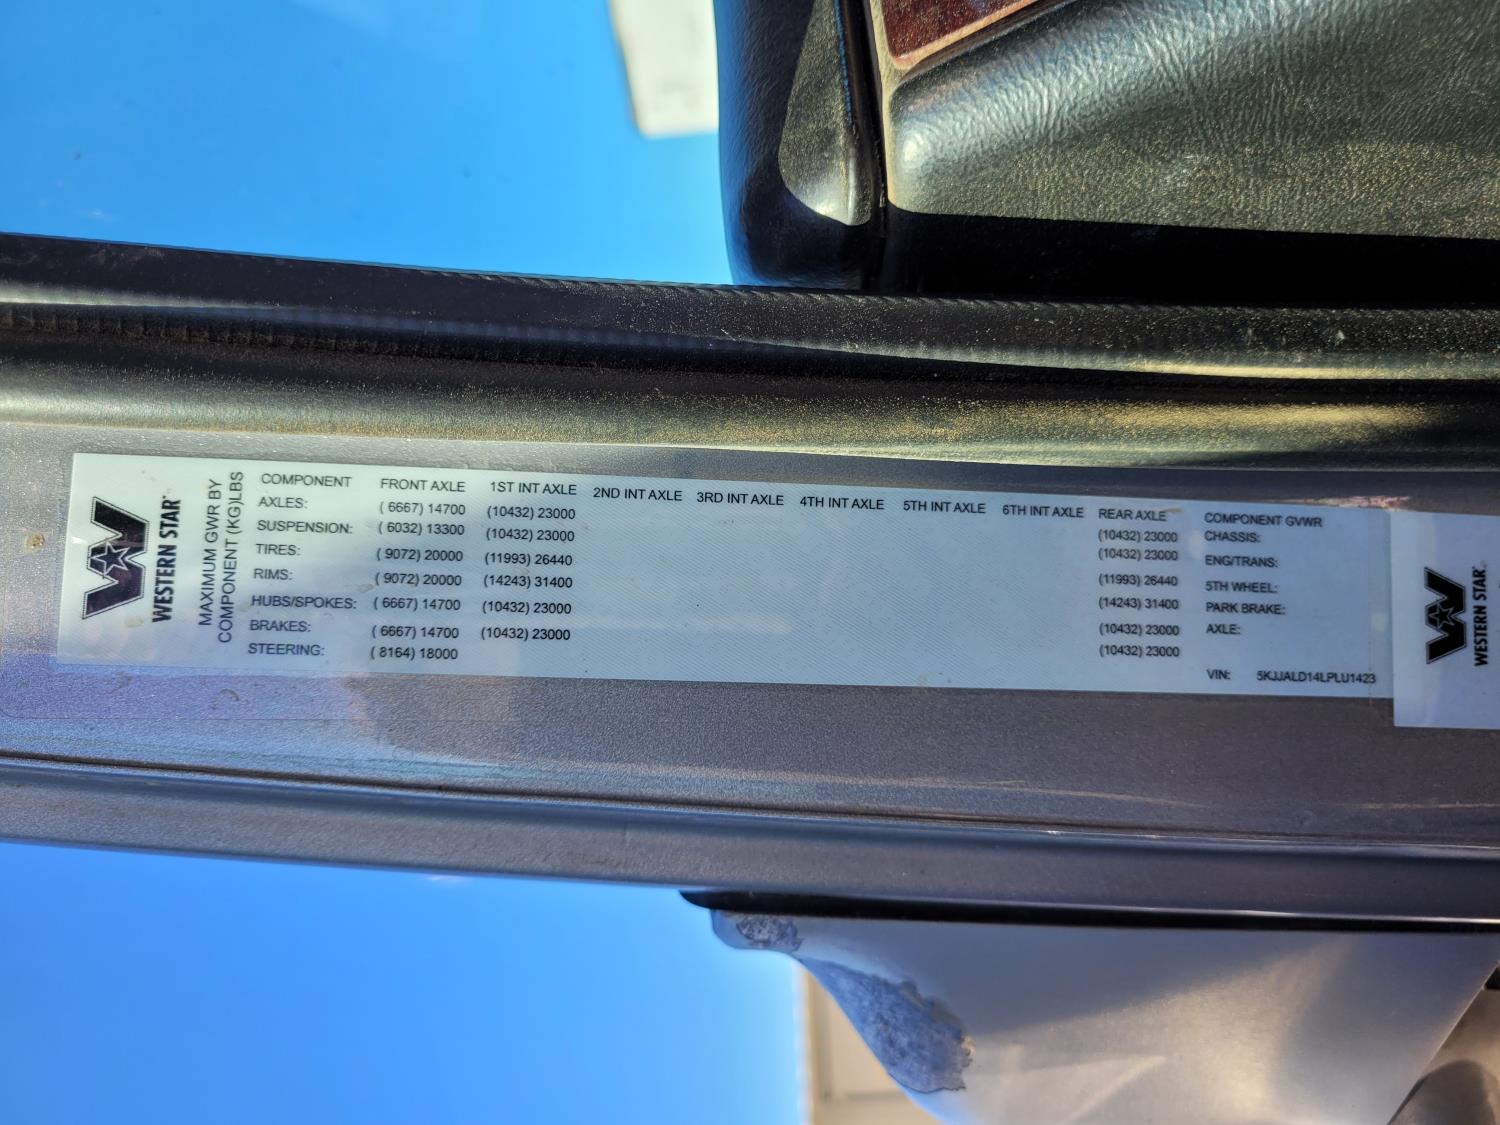 WESTERN STAR
MAXIMUM GWR BY
COMPONENT (KG)LBS
COMPONENT FRONT AXLE 1ST INT AXLE 2ND INT AXLE 3RD INT AXLE 4TH INT AXLE 5TH INT AXLE 6TH INT AXLE REAR AXLE COMPONENT GVWR
AXLES: ( 6667) 14700 (10432) 23000 (10432) 23000 CHASSIS:
SUSPENSION: ( 6032) 13300 (10432) 23000 (10432) 23000 ENG/TRANS:
TIRES: ( 9072) 20000 (11993) 26440 (11993) 26440 5TH WHEEL:
RIMS: ( 9072) 20000 (14243) 31400 (14243) 31400 PARK BRAKE:
HUBS/SPOKES: ( 6667) 14700 (10432) 23000 (10432) 23000 AXLE:
BRAKES: ( 6667) 14700 (10432) 23000 (10432) 23000
STEERING: ( 8164) 18000
VIN: 5KJJALD14LPLU1423
WESTERN STAR